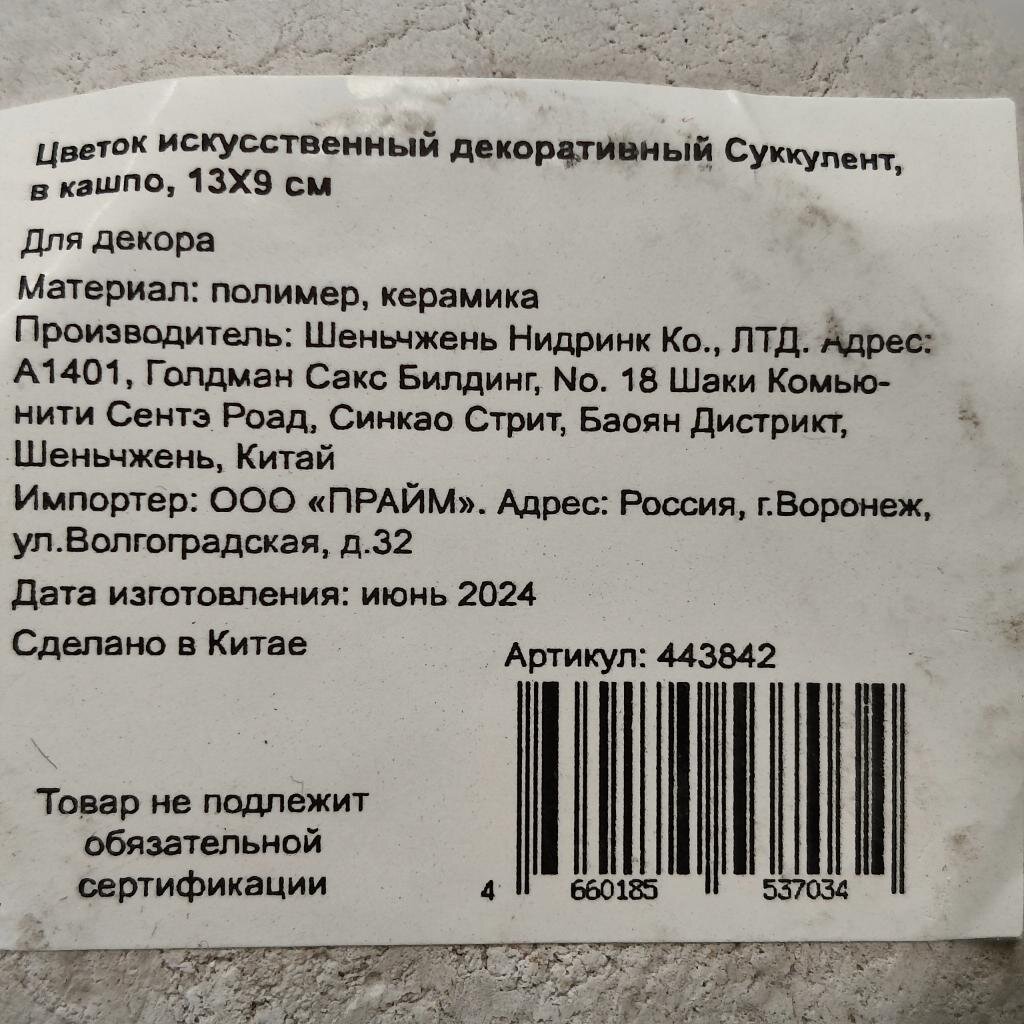 Цветок искусственный декоративный Суккулент,
в кашпо, 13Х9 см
Для декора
Материал: полимер, керамика
Производитель: Шеньчжень Нидринк Ко., ЛТД. Адрес:
А1401, Голдман Сакс Билдинг, No. 18 Шаки Комью-
нити Сентэ Роад, Синкао Стрит, Баоян Дистрикт,
Шеньчжень, Китай
Импортер: ООО «ПРАЙМ». Адрес: Россия, г.Воронеж,
ул.Волгоградская, д.32
Дата изготовления: июнь 2024
Сделано в Китае
Артикул: 443842
Товар не подлежит
обязательной
сертификации
4 660185 537034